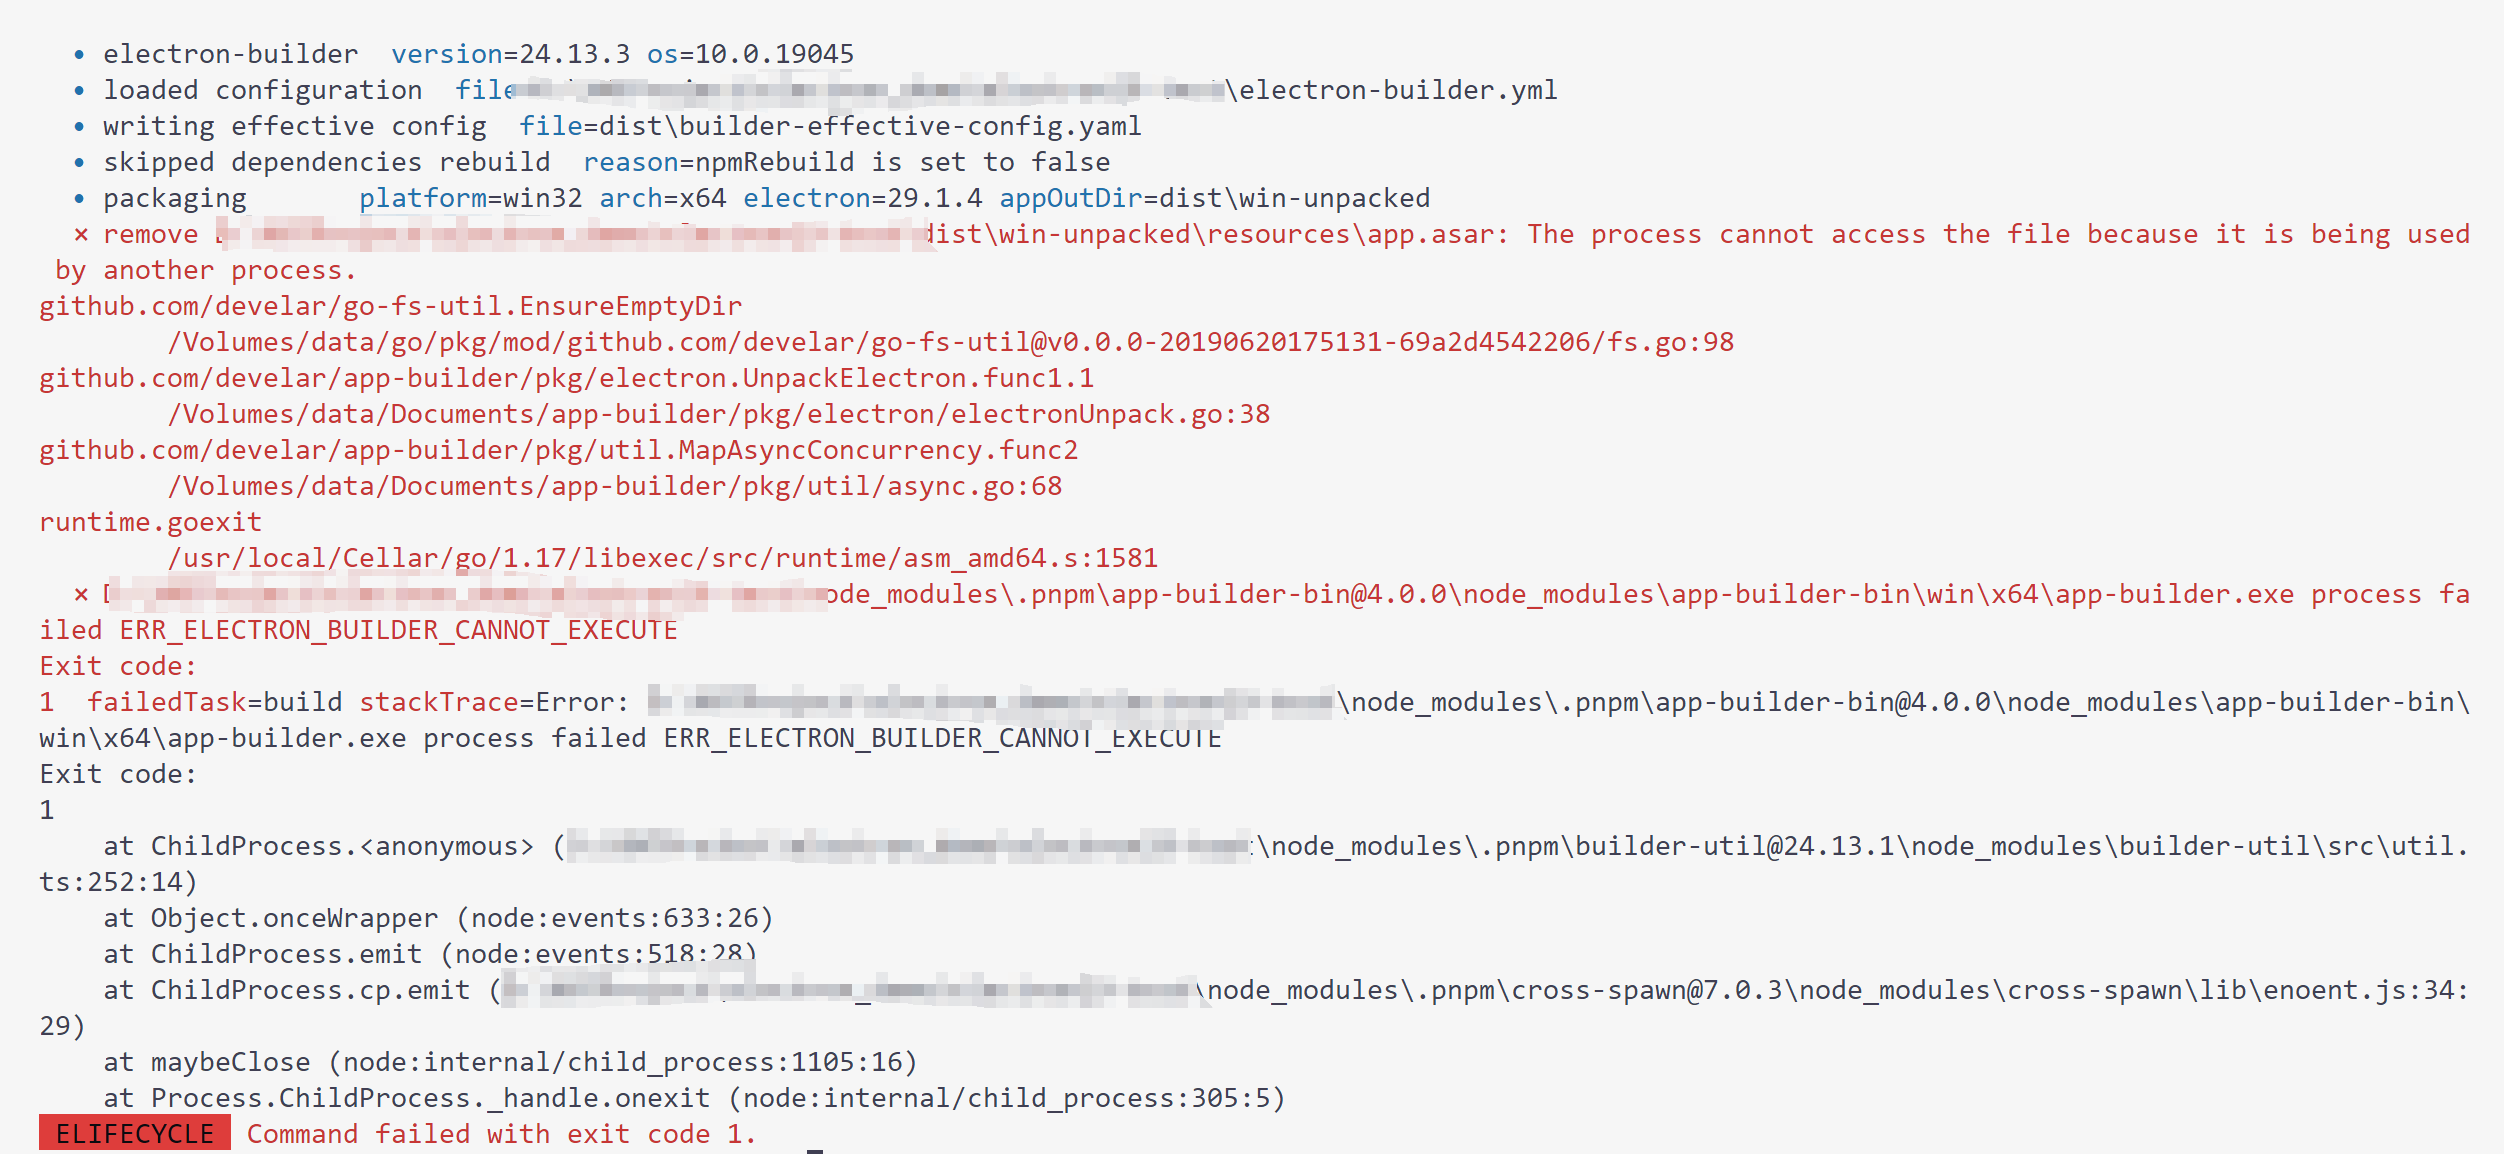 • electron-builder  version=24.13.3 os=10.0.19045
• loaded configuration  file \electron-builder.yml
• writing effective config  file=dist\builder-effective-config.yaml
• skipped dependencies rebuild  reason=npmRebuild is set to false
• packaging       platform=win32 arch=x64 electron=29.1.4 appOutDir=dist\win-unpacked
× remove dist\win-unpacked\resources\app.asar: The process cannot access the file because it is being used
by another process.
github.com/develar/go-fs-util.EnsureEmptyDir
/Volumes/data/go/pkg/mod/github.com/develar/go-fs-util@v0.0.0-20190620175131-69a2d4542206/fs.go:98
github.com/develar/app-builder/pkg/electron.UnpackElectron.func1.1
/Volumes/data/Documents/app-builder/pkg/electron/electronUnpack.go:38
github.com/develar/app-builder/pkg/util.MapAsyncConcurrency.func2
/Volumes/data/Documents/app-builder/pkg/util/async.go:68
runtime.goexit
/usr/local/Cellar/go/1.17/libexec/src/runtime/asm_amd64.s:1581
× ode_modules\.pnpm\app-builder-bin@4.0.0\node_modules\app-builder-bin\win\x64\app-builder.exe process fa
iled ERR_ELECTRON_BUILDER_CANNOT_EXECUTE
Exit code:
1  failedTask=build stackTrace=Error: \node_modules\.pnpm\app-builder-bin@4.0.0\node_modules\app-builder-bin\
win\x64\app-builder.exe process failed ERR_ELECTRON_BUILDER_CANNOT_EXECUTE
Exit code:
1
at ChildProcess.<anonymous> ( \node_modules\.pnpm\builder-util@24.13.1\node_modules\builder-util\src\util.
ts:252:14)
at Object.onceWrapper (node:events:633:26)
at ChildProcess.emit (node:events:518:28)
at ChildProcess.cp.emit ( \node_modules\.pnpm\cross-spawn@7.0.3\node_modules\cross-spawn\lib\enoent.js:34:
29)
at maybeClose (node:internal/child_process:1105:16)
at Process.ChildProcess._handle.onexit (node:internal/child_process:305:5)
ELIFECYCLE  Command failed with exit code 1.